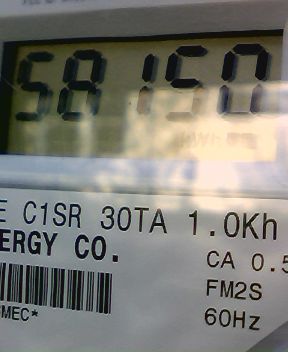 58150
kWh
E C1SR 30TA 1.0Kh
ERGY CO.
CA 0.5
FM2S
60Hz
MEC*